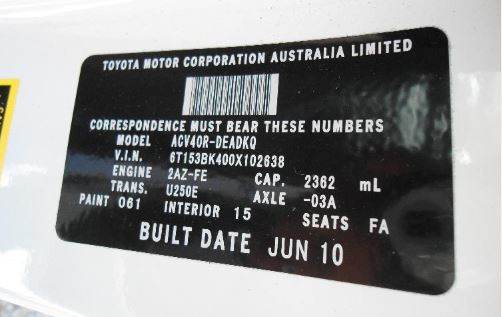 TOYOTA MOTOR CORPORATION AUSTRALIA LIMITED
CORRESPONDENCE MUST BEAR THESE NUMBERS
MODEL ACV40R-DEADKQ
V.I.N. 6T153BK400X102638
ENGINE 2AZ-FE CAP. 2362 mL
TRANS. U250E AXLE -03A
PAINT 061 INTERIOR 15 SEATS FA
BUILT DATE JUN 10